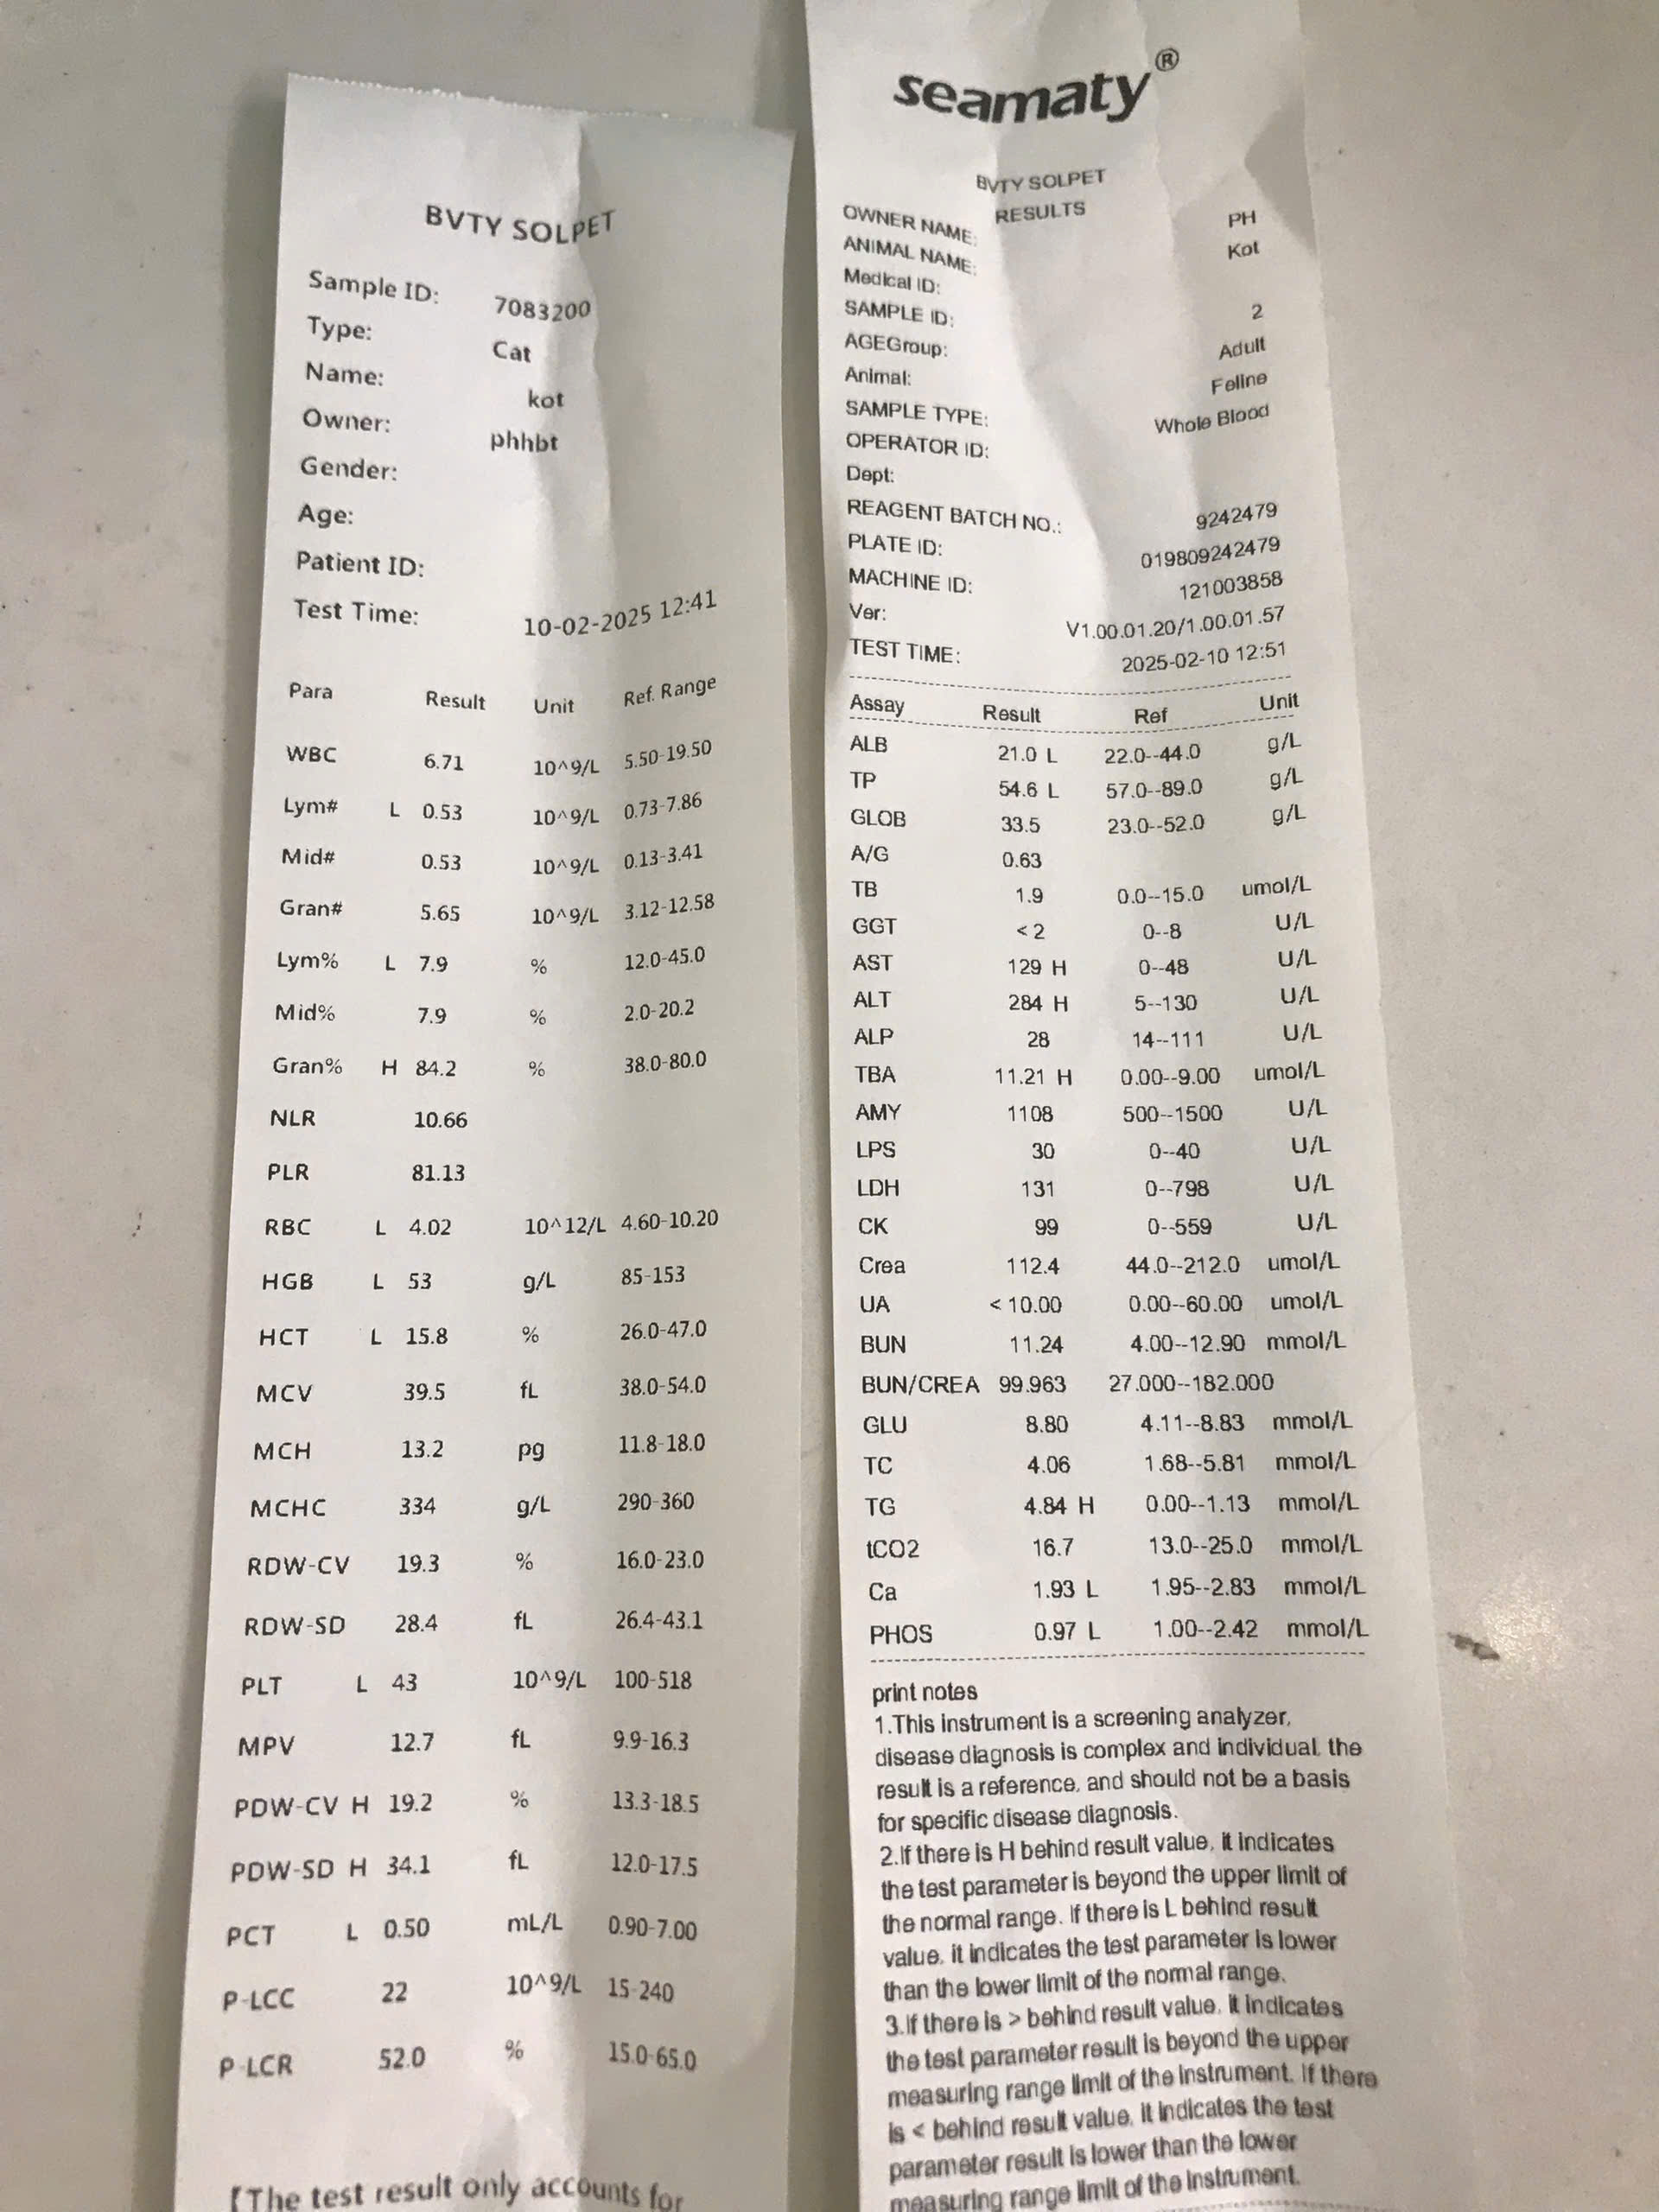 BVTY SOLPET
Sample ID: 7083200
Type: Cat
Name: kot
Owner: phhbt
Gender:
Age:
Patient ID:
Test Time: 10-02-2025 12:41
Para Result Unit Ref. Range
WBC 6.71 10^9/L 5.50-19.50
Lym# L 0.53 10^9/L 0.73-7.86
Mid# 0.53 10^9/L 0.13-3.41
Gran# 5.65 10^9/L 3.12-12.58
Lym% L 7.9 % 12.0-45.0
Mid% 7.9 % 2.0-20.2
Gran% H 84.2 % 38.0-80.0
NLR 10.66
PLR 81.13
RBC L 4.02 10^12/L 4.60-10.20
HGB L 53 g/L 85-153
HCT L 15.8 % 26.0-47.0
MCV 39.5 fL 38.0-54.0
MCH 13.2 pg 11.8-18.0
MCHC 334 g/L 290-360
RDW-CV 19.3 % 16.0-23.0
RDW-SD 28.4 fL 26.4-43.1
PLT L 43 10^9/L 100-518
MPV 12.7 fL 9.9-16.3
PDW-CV H 19.2 % 13.3-18.5
PDW-SD H 34.1 fL 12.0-17.5
PCT L 0.50 mL/L 0.90-7.00
P-LCC 22 10^9/L 15-240
P-LCR 52.0 % 15.0-65.0
[The test result only accounts for
seamaty®
BVTY SOLPET
RESULTS
OWNER NAME: PH
ANIMAL NAME: Kot
Medical ID:
SAMPLE ID: 2
AGEGroup: Adult
Animal: Feline
SAMPLE TYPE: Whole Blood
OPERATOR ID:
Dept:
REAGENT BATCH NO.: 9242479
PLATE ID: 019809242479
MACHINE ID: 121003858
Ver: V1.00.01.20/1.00.01.57
TEST TIME: 2025-02-10 12:51
Assay Result Ref Unit
ALB 21.0 L 22.0--44.0 g/L
TP 54.6 L 57.0--89.0 g/L
GLOB 33.5 23.0--52.0 g/L
A/G 0.63
TB 1.9 0.0--15.0 umol/L
GGT < 2 0--8 U/L
AST 129 H 0--48 U/L
ALT 284 H 5--130 U/L
ALP 28 14--111 U/L
TBA 11.21 H 0.00--9.00 umol/L
AMY 1108 500--1500 U/L
LPS 30 0--40 U/L
LDH 131 0--798 U/L
CK 99 0--559 U/L
Crea 112.4 44.0--212.0 umol/L
UA < 10.00 0.00--60.00 umol/L
BUN 11.24 4.00--12.90 mmol/L
BUN/CREA 99.963 27.000--182.000
GLU 8.80 4.11--8.83 mmol/L
TC 4.06 1.68--5.81 mmol/L
TG 4.84 H 0.00--1.13 mmol/L
tCO2 16.7 13.0--25.0 mmol/L
Ca 1.93 L 1.95--2.83 mmol/L
PHOS 0.97 L 1.00--2.42 mmol/L
print notes
1.This instrument is a screening analyzer,
disease diagnosis is complex and individual, the
result is a reference, and should not be a basis
for specific disease diagnosis.
2.If there is H behind result value, it indicates
the test parameter is beyond the upper limit of
the normal range. If there is L behind result
value, it indicates the test parameter is lower
than the lower limit of the normal range.
3.If there is > behind result value, it indicates
the test parameter result is beyond the upper
measuring range limit of the instrument. If there
is < behind result value, it indicates the test
parameter result is lower than the lower
measuring range limit of the instrument.